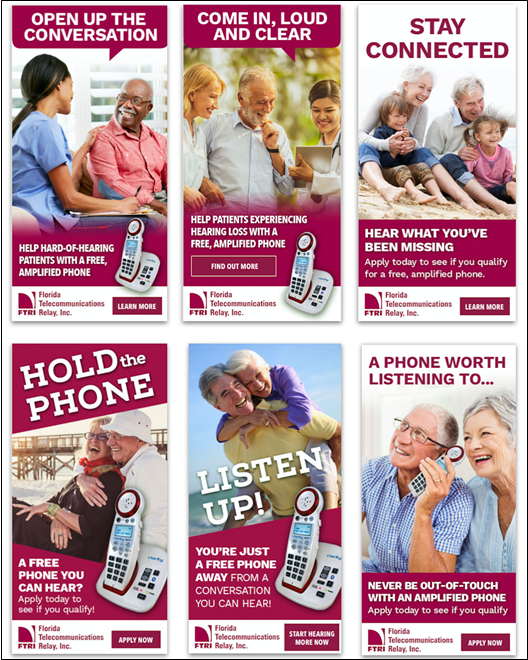 OPEN UP THE
CONVERSATION
HELP HARD-OF-HEARING
PATIENTS WITH A FREE,
AMPLIFIED PHONE
FTRI
Florida
Telecommunications
Relay, Inc.
LEARN MORE
COME IN, LOUD
AND CLEAR
HELP PATIENTS EXPERIENCING
HEARING LOSS WITH A
FREE, AMPLIFIED PHONE
FIND OUT MORE
FTRI
Florida
Telecommunications
Relay, Inc.
STAY
CONNECTED
HEAR WHAT YOU'VE
BEEN MISSING
Apply today to see if you qualify
for a free, amplified phone.
FTRI
Florida
Telecommunications
Relay, Inc.
LEARN MORE
HOLD the
PHONE
clarity
A FREE
PHONE YOU
CAN HEAR?
Apply today to
see if you qualify!
FTRI
Florida
Telecommunications
Relay, Inc.
APPLY NOW
LISTEN
UP!
clarity
YOU'RE JUST
A FREE PHONE
AWAY FROM A
CONVERSATION
YOU CAN HEAR!
FTRI
Florida
Telecommunications
Relay, Inc.
START HEARING
MORE NOW
A PHONE WORTH
LISTENING TO...
NEVER BE OUT-OF-TOUCH
WITH AN AMPLIFIED PHONE
Apply today to see if you qualify
FTRI
Florida
Telecommunications
Relay, Inc.
APPLY NOW